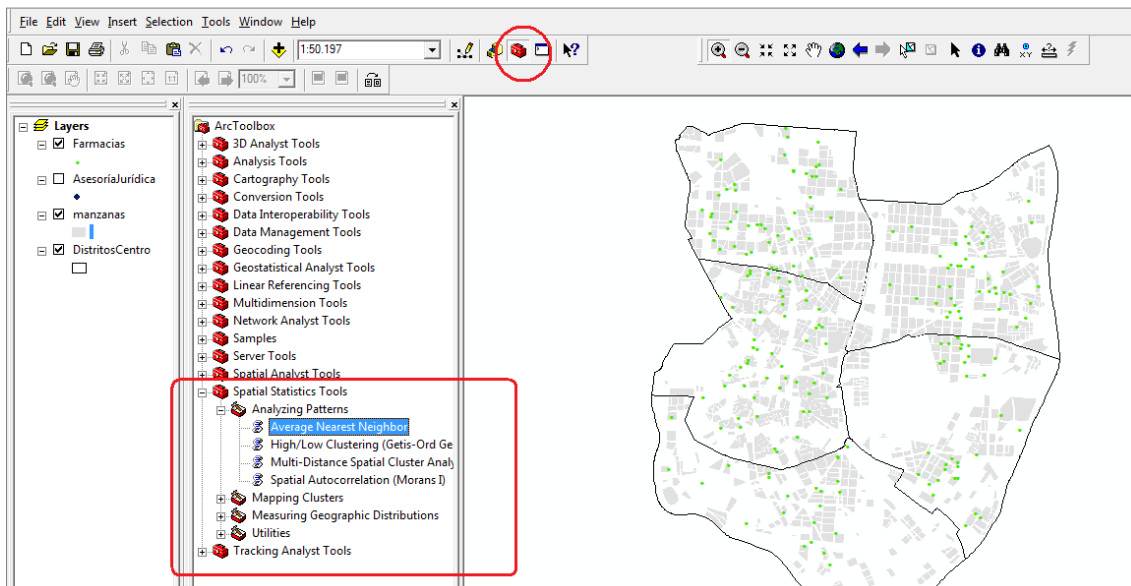 File Edit View Insert Selection Tools Window Help
1:50.197
100%
Layers
Farmacias
AsesoríaJurídica
manzanas
DistritosCentro
ArcToolbox
3D Analyst Tools
Analysis Tools
Cartography Tools
Conversion Tools
Data Interoperability Tools
Data Management Tools
Geocoding Tools
Geostatistical Analyst Tools
Linear Referencing Tools
Multidimension Tools
Network Analyst Tools
Samples
Server Tools
Spatial Analyst Tools
Spatial Statistics Tools
Analyzing Patterns
Average Nearest Neighbor
High/Low Clustering (Getis-Ord Ge
Multi-Distance Spatial Cluster Analy
Spatial Autocorrelation (Morans I)
Mapping Clusters
Measuring Geographic Distributions
Utilities
Tracking Analyst Tools